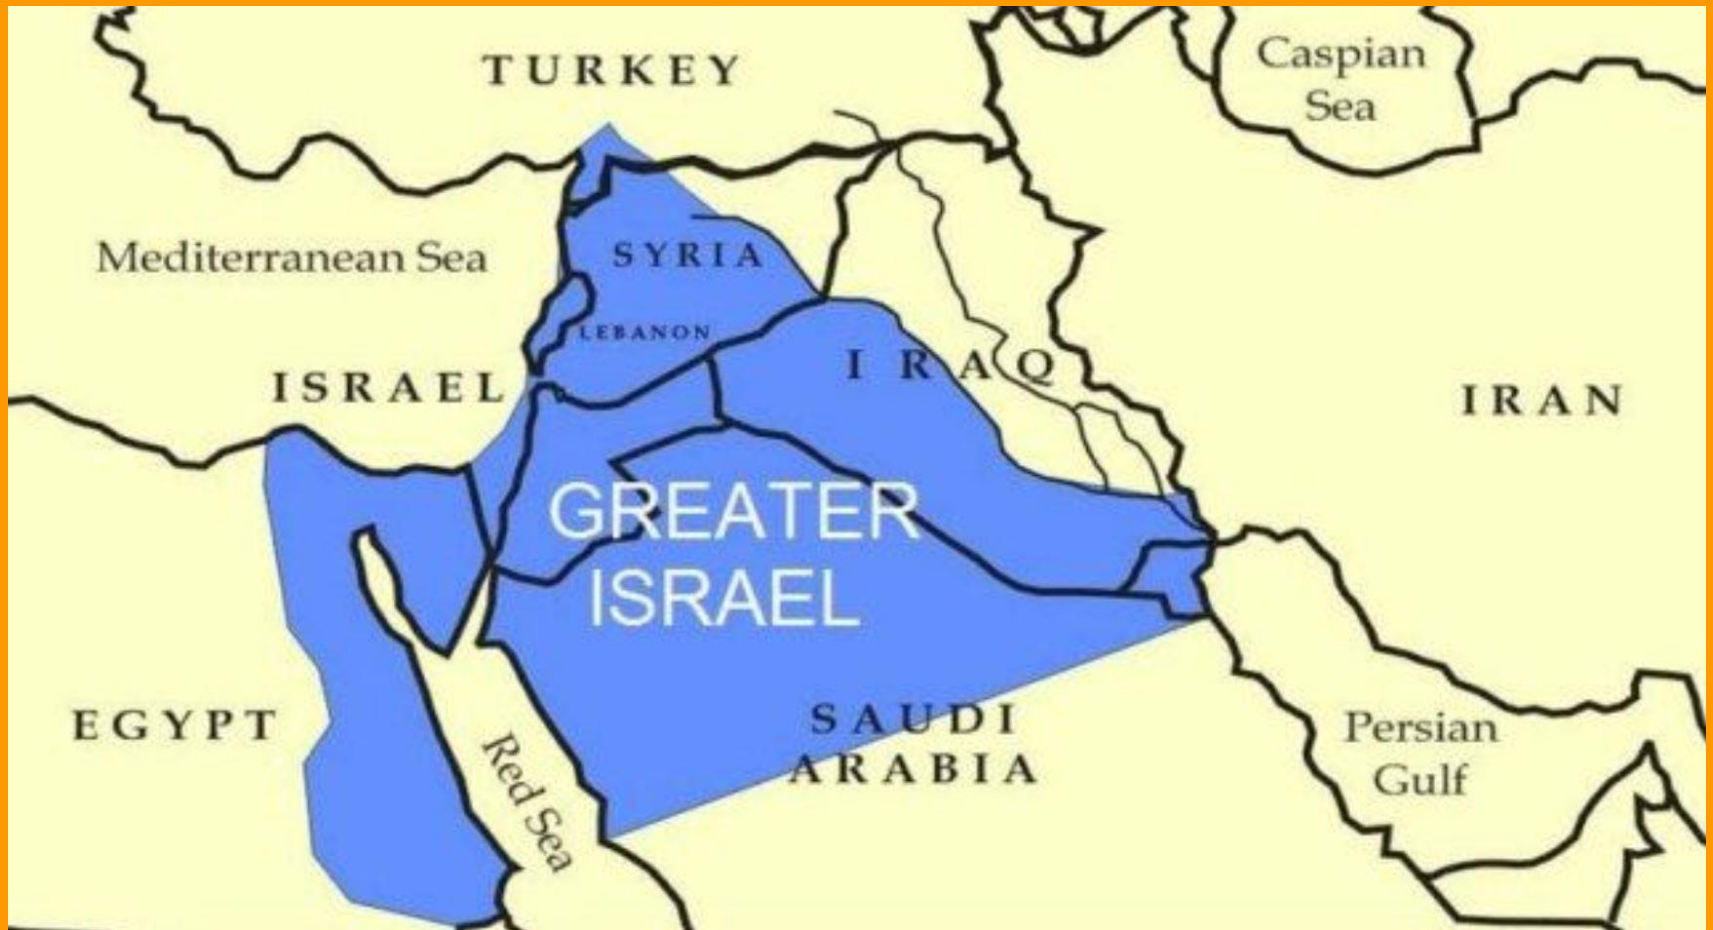 TURKEY
Caspian
Sea
Mediterranean Sea
SYRIA
LEBANON
ISRAEL
IRAQ
IRAN
GREATER
ISRAEL
EGYPT
Red Sea
SAUDI
ARABIA
Persian
Gulf